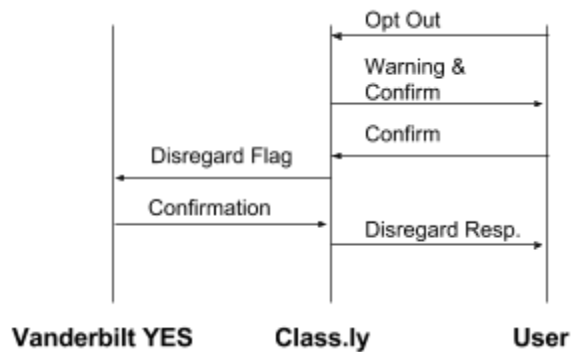 Opt Out
Warning &
Confirm
Confirm
Disregard Flag
Confirmation
Disregard Resp.
Vanderbilt YES
Class.ly
User